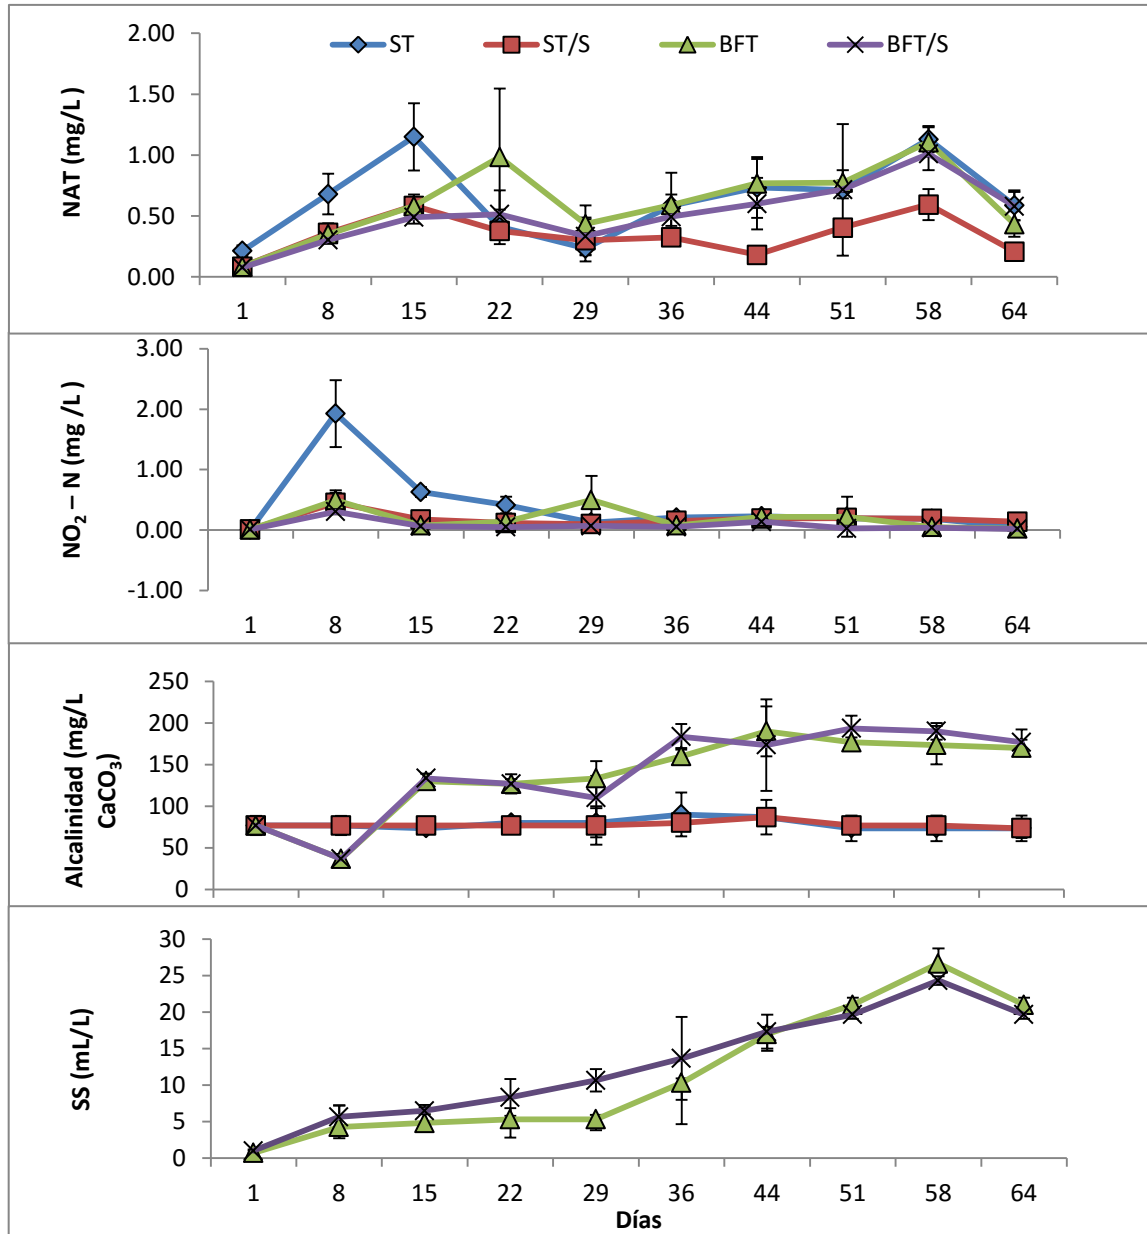 2.00
1.50
1.00
0.50
0.00
NAT (mg/L)
ST ST/S BFT BFT/S
1 8 15 22 29 36 44 51 58 64
3.00
2.00
1.00
0.00
-1.00
NO₂ – N (mg /L )
1 8 15 22 29 36 44 51 58 64
250
200
150
100
50
0
Alcalinidad (mg/L
CaCO₃)
30
25
20
15
10
5
0
SS (mL/L)
1 8 15 22 29 36 44 51 58 64
Días